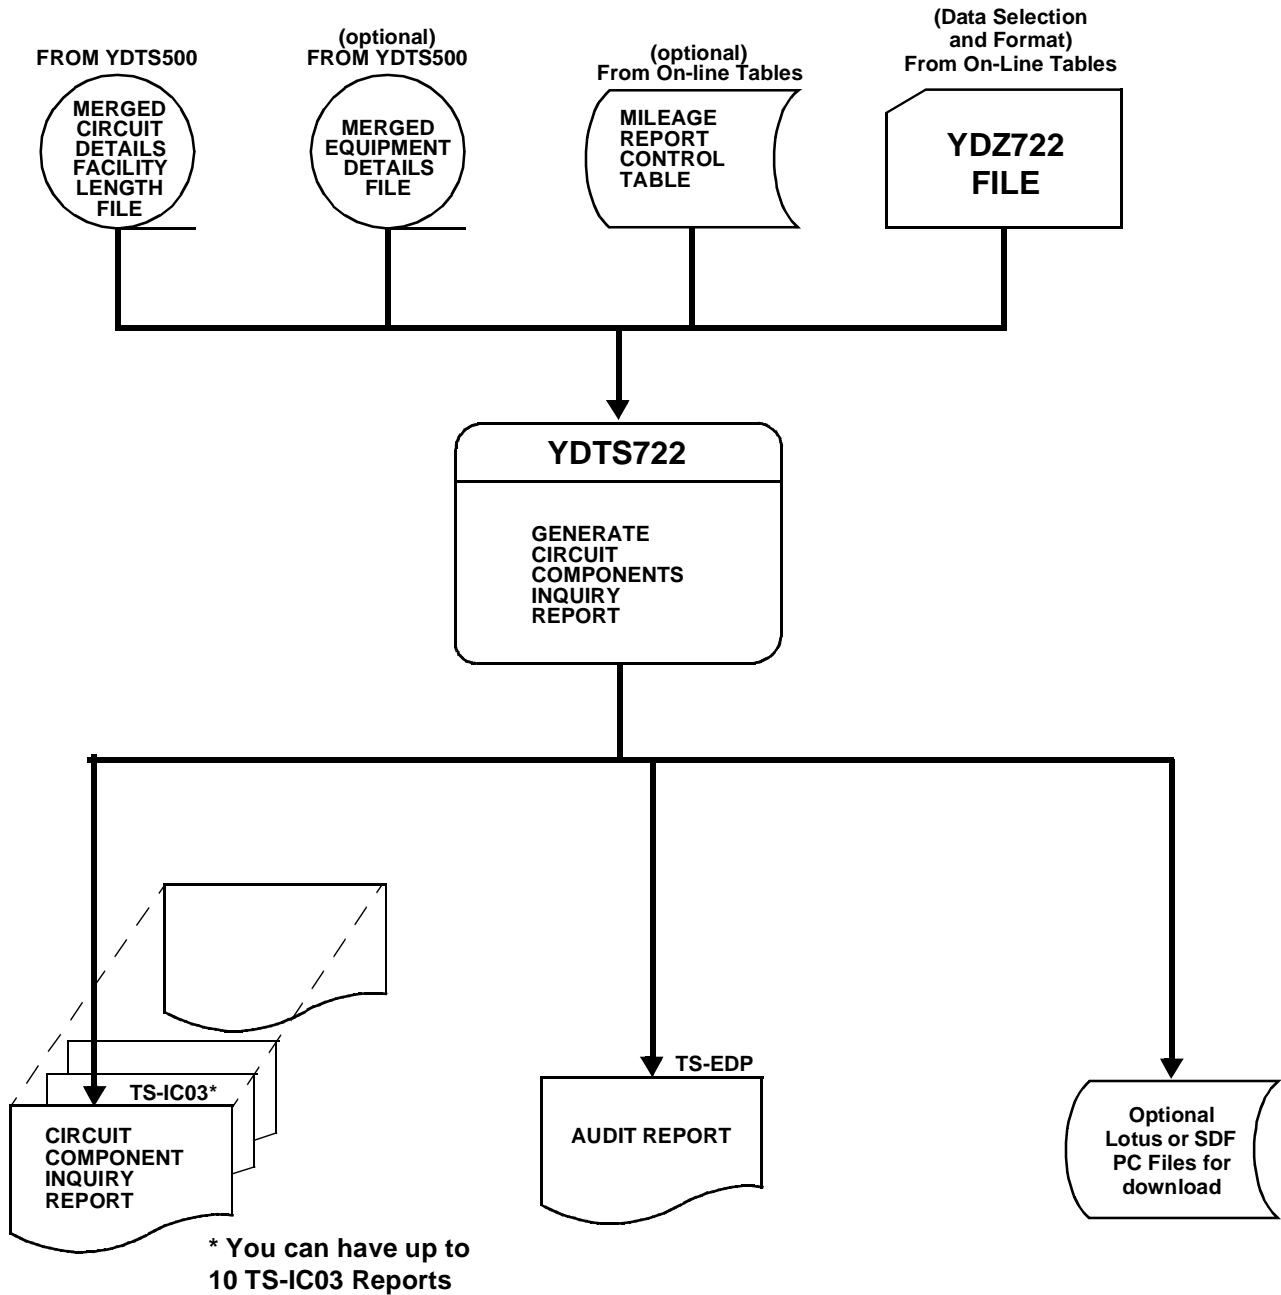 FROM YDTS500
MERGED
CIRCUIT
DETAILS
FACILITY
LENGTH
FILE
(optional)
FROM YDTS500
MERGED
EQUIPMENT
DETAILS
FILE
(optional)
From On-line Tables
MILEAGE
REPORT
CONTROL
TABLE
(Data Selection
and Format)
From On-Line Tables
YDZ722
FILE
YDTS722
GENERATE
CIRCUIT
COMPONENTS
INQUIRY
REPORT
TS-IC03*
CIRCUIT
COMPONENT
INQUIRY
REPORT
* You can have up to
10 TS-IC03 Reports
TS-EDP
AUDIT REPORT
Optional
Lotus or SDF
PC Files for
download